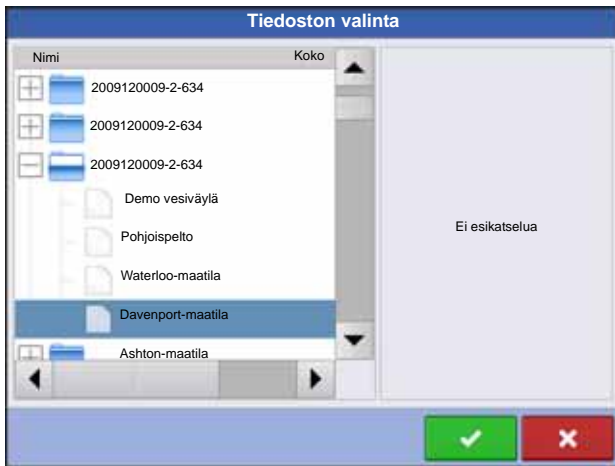 Tiedoston valinta
Nimi Koko
2009120009-2-634
2009120009-2-634
2009120009-2-634
Demo vesiväylä
Pohjoispelto
Waterloo-maatila
Davenport-maatila
Ashton-maatila
Ei esikatselua